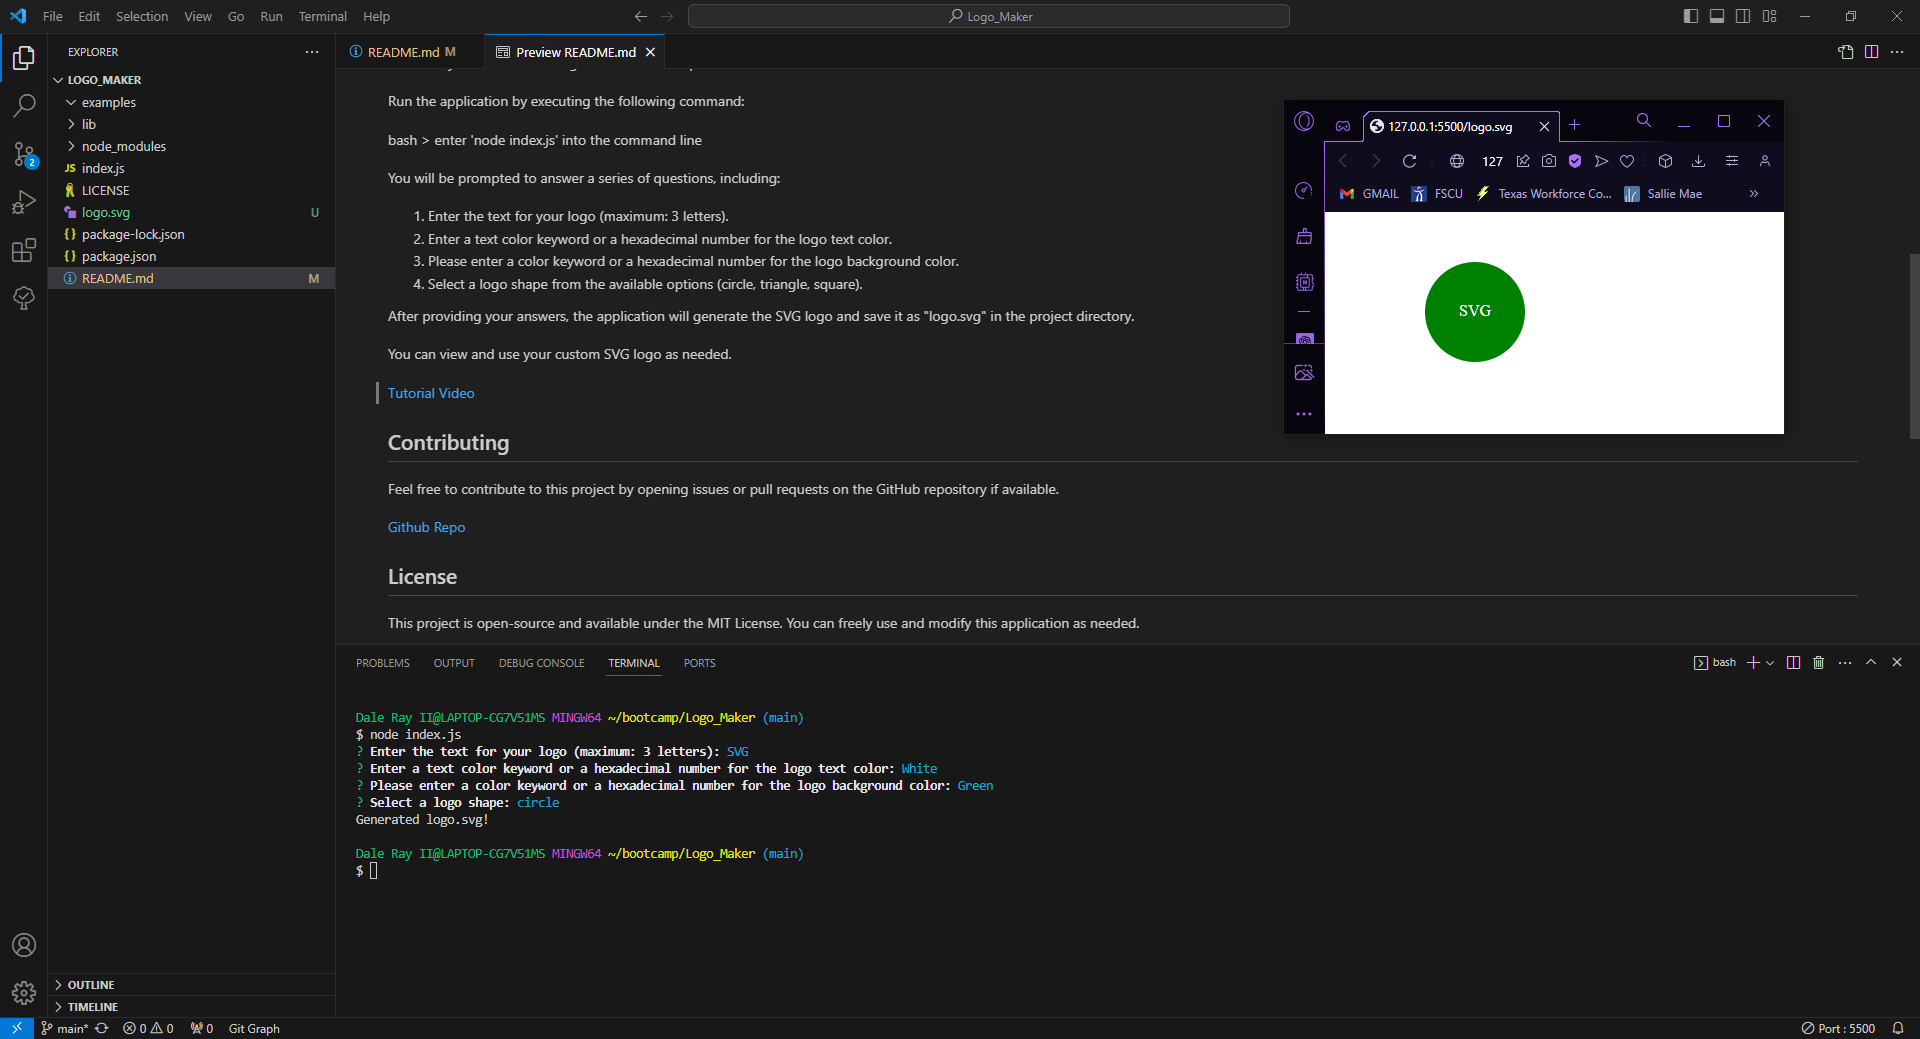 File Edit Selection View Go Run Terminal Help
Logo_Maker
EXPLORER
LOGO_MAKER
examples
lib
node_modules
JS index.js
LICENSE
logo.svg U
{} package-lock.json
{} package.json
README.md M
OUTLINE
TIMELINE
2
README.md M
Preview README.md
Run the application by executing the following command:
bash > enter 'node index.js' into the command line
You will be prompted to answer a series of questions, including:
1. Enter the text for your logo (maximum: 3 letters).
2. Enter a text color keyword or a hexadecimal number for the logo text color.
3. Please enter a color keyword or a hexadecimal number for the logo background color.
4. Select a logo shape from the available options (circle, triangle, square).
After providing your answers, the application will generate the SVG logo and save it as "logo.svg" in the project directory.
You can view and use your custom SVG logo as needed.
Tutorial Video
Contributing
Feel free to contribute to this project by opening issues or pull requests on the GitHub repository if available.
Github Repo
License
This project is open-source and available under the MIT License. You can freely use and modify this application as needed.
127.0.0.1:5500/logo.svg
127
GMAIL FSCU Texas Workforce Co... Sallie Mae
SVG
PROBLEMS OUTPUT DEBUG CONSOLE TERMINAL PORTS
bash
Dale Ray II@LAPTOP-CG7V51MS MINGW64 ~/bootcamp/Logo_Maker (main)
$ node index.js
? Enter the text for your logo (maximum: 3 letters): SVG
? Enter a text color keyword or a hexadecimal number for the logo text color: White
? Please enter a color keyword or a hexadecimal number for the logo background color: Green
? Select a logo shape: circle
Generated logo.svg!
Dale Ray II@LAPTOP-CG7V51MS MINGW64 ~/bootcamp/Logo_Maker (main)
$
main* 0 0 0 Git Graph
Port : 5500